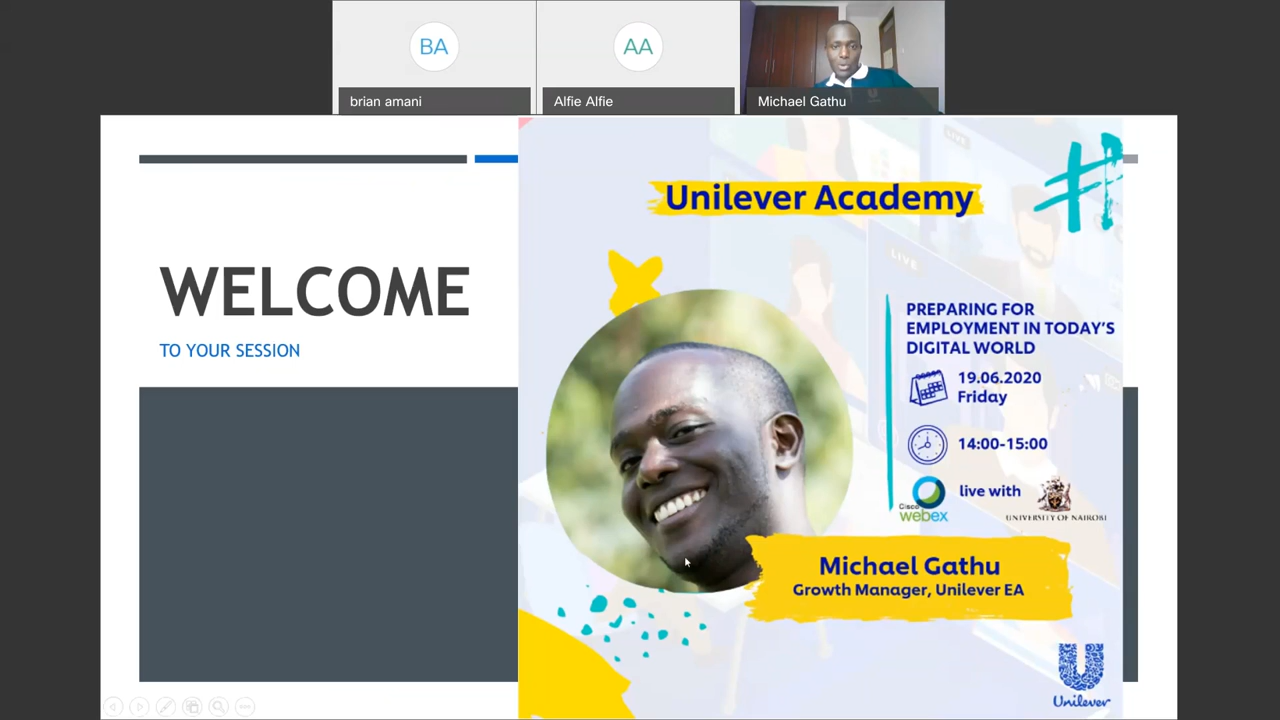 BA
AA
brian amani
Alfie Alfie
Michael Gathu
WELCOME
TO YOUR SESSION
Unilever Academy
LIVE
LIVE
PREPARING FOR
EMPLOYMENT IN TODAY'S
DIGITAL WORLD
19.06.2020
Friday
14:00-15:00
live with
Cisco
webex
UNIVERSITY OF NAIROBI
Michael Gathu
Growth Manager, Unilever EA
Unilever